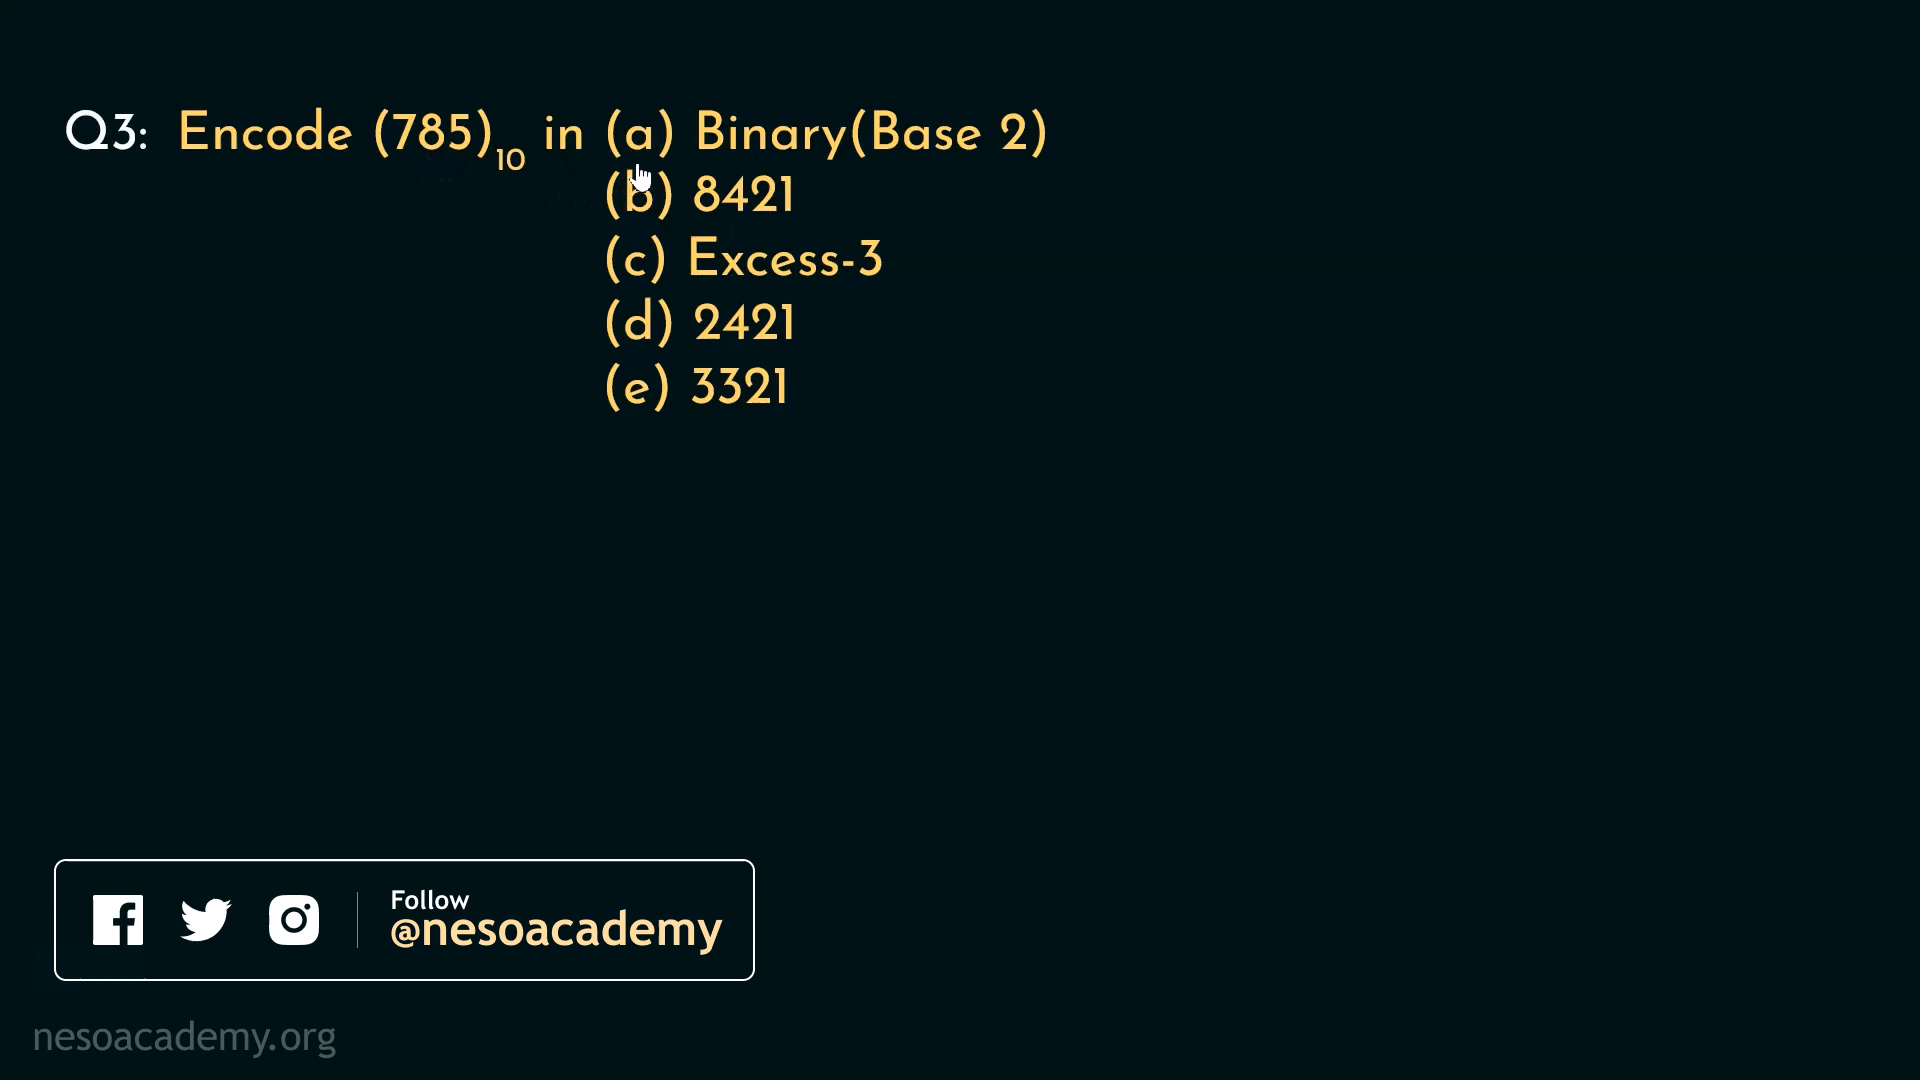 Q3: Encode (785)₁₀ in (a) Binary(Base 2)
(b) 8421
(c) Excess-3
(d) 2421
(e) 3321
Follow
@nesoacademy
nesoacademy.org